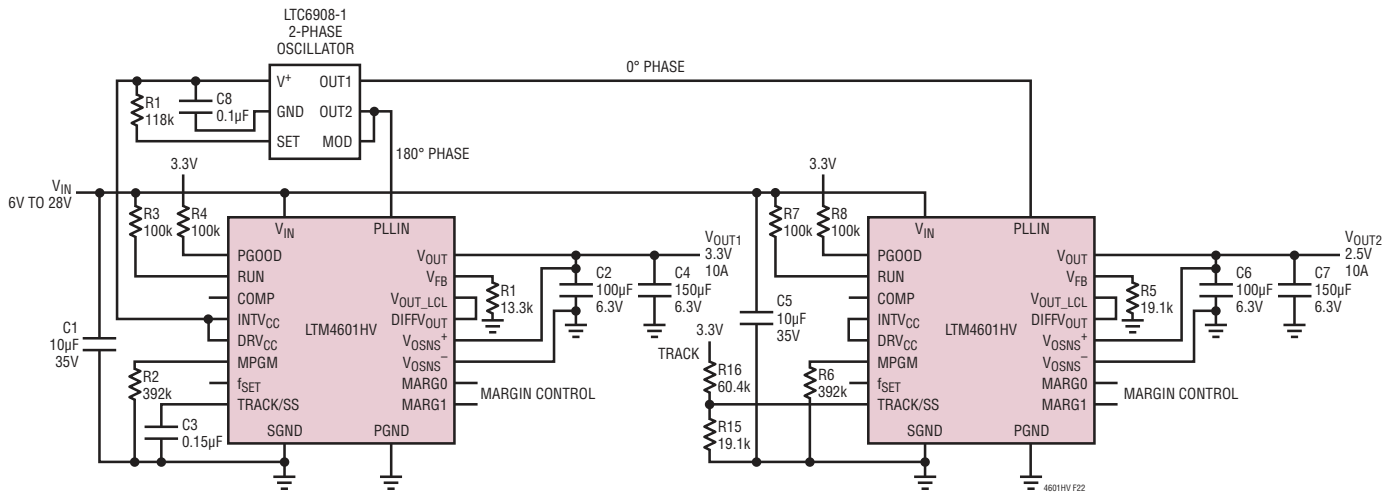 LTC6908-1
2-PHASE
OSCILLATOR
V+ OUT1
GND OUT2
SET MOD
R1
118k
C8
0.1µF
0° PHASE
180° PHASE
VIN
6V TO 28V
3.3V
R3
100k
R4
100k
C1
10µF
35V
R2
392k
C3
0.15µF
VIN PLLIN
PGOOD
RUN
COMP
INTVCC
DRVCC
MPGM
fSET
TRACK/SS
SGND PGND
LTM4601HV
VOUT
VFB
VOUT_LCL
DIFFVOUT
VOSNS+
VOSNS–
MARG0
MARG1
R1
13.3k
C2
100µF
6.3V
C4
150µF
6.3V
VOUT1
3.3V
10A
MARGIN CONTROL
3.3V
R7
100k
R8
100k
C5
10µF
35V
3.3V
TRACK
R16
60.4k
R15
19.1k
R6
392k
VIN PLLIN
PGOOD
RUN
COMP
INTVCC
DRVCC
MPGM
fSET
TRACK/SS
SGND PGND
LTM4601HV
VOUT
VFB
VOUT_LCL
DIFFVOUT
VOSNS+
VOSNS–
MARG0
MARG1
R5
19.1k
C6
100µF
6.3V
C7
150µF
6.3V
VOUT2
2.5V
10A
MARGIN CONTROL
4601HV F22